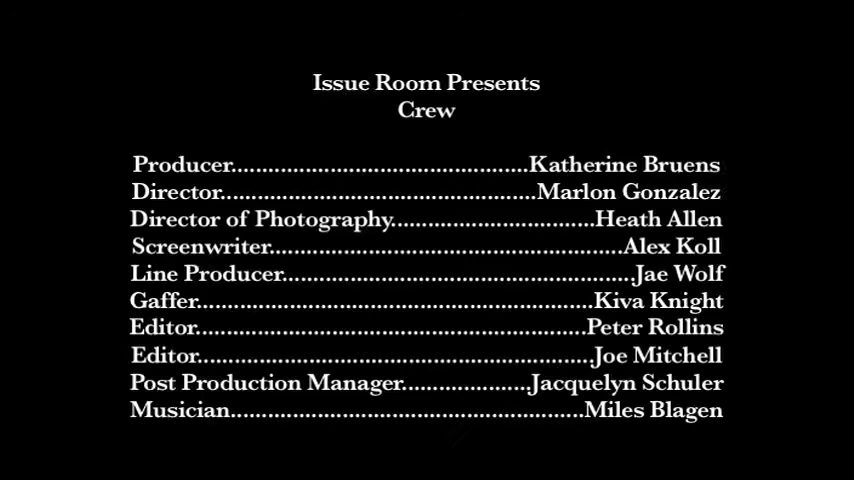 Issue Room Presents
Crew
Producer.................................................Katherine Bruens
Director....................................................Marlon Gonzalez
Director of Photography.................................Heath Allen
Screenwriter.........................................................Alex Koll
Line Producer.........................................................Jae Wolf
Gaffer................................................................Kiva Knight
Editor...............................................................Peter Rollins
Editor...............................................................Joe Mitchell
Post Production Manager.....................Jacquelyn Schuler
Musician.........................................................Miles Blagen